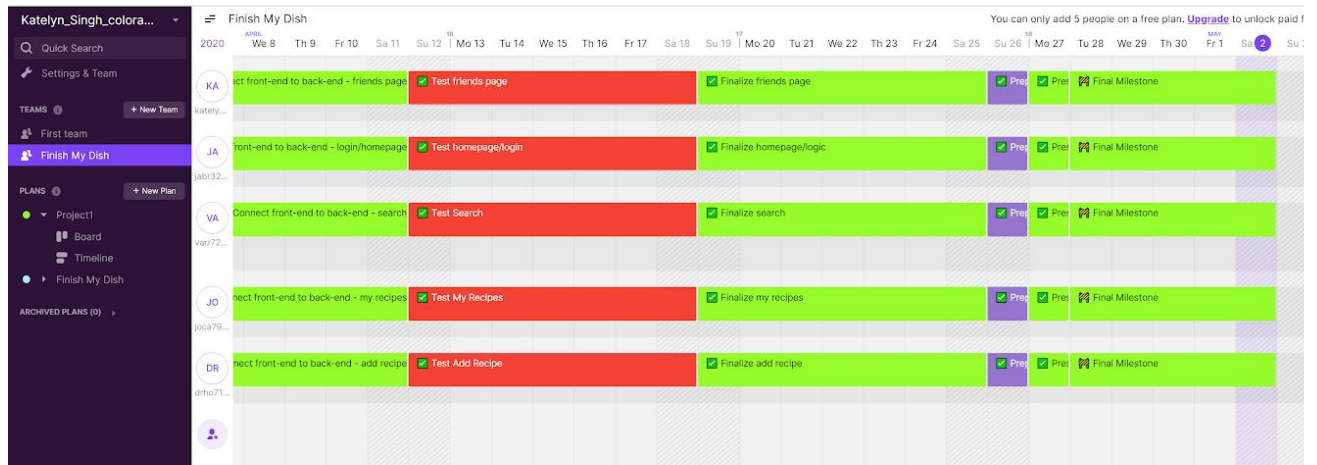 Katelyn_Singh_colora...
Quick Search
Settings & Team
TEAMS
+ New Team
First team
Finish My Dish
PLANS
+ New Plan
Project1
Board
Timeline
Finish My Dish
ARCHIVED PLANS (0)
Finish My Dish
You can only add 5 people on a free plan. Upgrade to unlock paid f
APRIL 16 17 18 MAY
2020 We 8 Th 9 Fr 10 Sa 11 Su 12 Mo 13 Tu 14 We 15 Th 16 Fr 17 Sa 18 Su 19 Mo 20 Tu 21 We 22 Th 23 Fr 24 Sa 25 Su 26 Mo 27 Tu 28 We 29 Th 30 Fr 1 Sa 2 Su
KA
kately...
ect front-end to back-end - friends page Test friends page Finalize friends page Prep Pres Final Milestone
JA
jabr32...
front-end to back-end - login/homepage Test homepage/login Finalize homepage/logic Prep Pres Final Milestone
VA
varr72...
Connect front-end to back-end - search Test Search Finalize search Prep Pres Final Milestone
JO
joca79...
nect front-end to back-end - my recipes Test My Recipes Finalize my recipes Prep Pres Final Milestone
DR
drho71...
nect front-end to back-end - add recipe Test Add Recipe Finalize add recipe Prep Pres Final Milestone